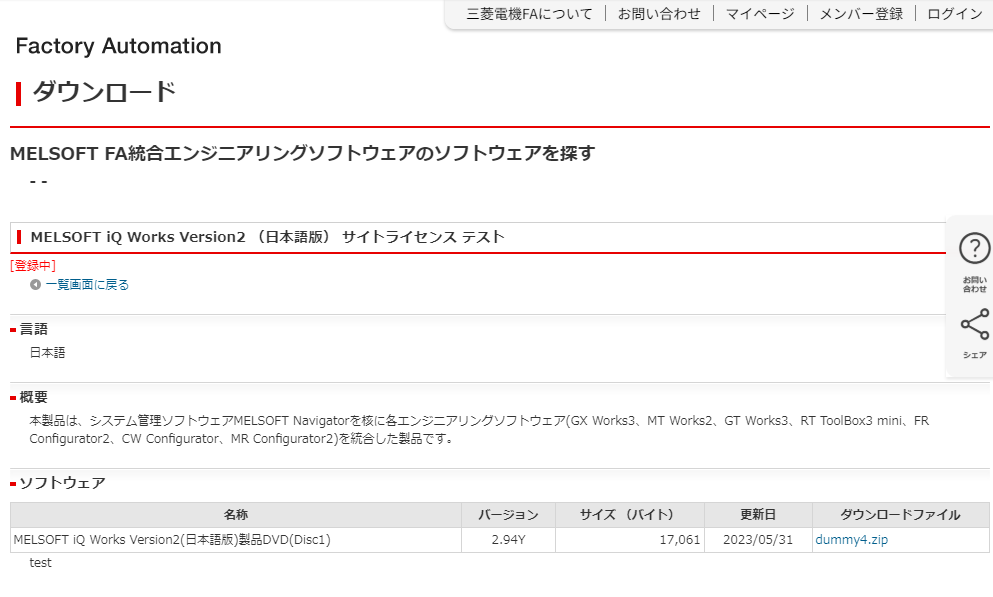 三菱電機FAについて お問い合わせ マイページ メンバー登録 ログイン
Factory Automation
ダウンロード
MELSOFT FA統合エンジニアリングソフトウェアのソフトウェアを探す
- -
MELSOFT iQ Works Version2 （日本語版） サイトライセンス テスト
[登録中]
一覧画面に戻る
お問い
合わせ
シェア
言語
日本語
概要
本製品は、システム管理ソフトウェアMELSOFT Navigatorを核に各エンジニアリングソフトウェア(GX Works3、MT Works2、GT Works3、RT ToolBox3 mini、FR
Configurator2、CW Configurator、MR Configurator2)を統合した製品です。
ソフトウェア
名称 バージョン サイズ （バイト） 更新日 ダウンロードファイル
MELSOFT iQ Works Version2(日本語版)製品DVD(Disc1) 2.94Y 17,061 2023/05/31 dummy4.zip
test